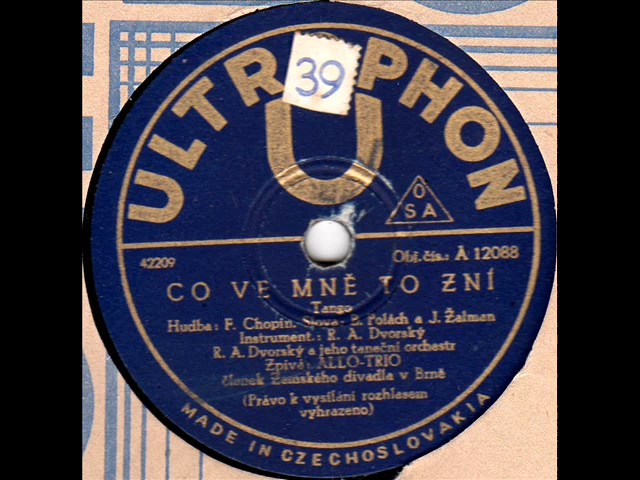 ULTRAPHON
39
OSA
42209
Obj. čís.: A 12088
CO VE MNĚ TO ZNÍ
Tango
Hudba: F. Chopin. Slova: B. Polách a J. Žalman
Instrument.: R. A. Dvorský
R. A. Dvorský a jeho taneční orchestr
Zpívá: ALLO-TRIO
členek Zemského divadla v Brně
(Právo k vysílání rozhlasem
vyhrazeno)
MADE IN CZECHOSLOVAKIA